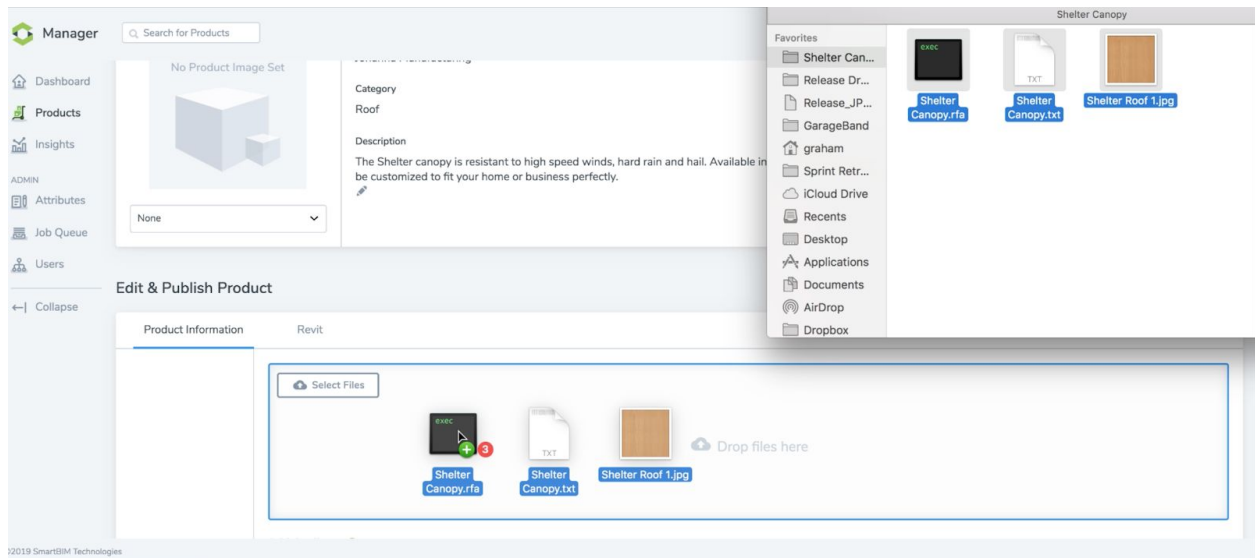 Manager
Search for Products
Dashboard
Products
Insights
ADMIN
Attributes
Job Queue
Users
Collapse
No Product Image Set
None
Category
Roof
Description
The Shelter canopy is resistant to high speed winds, hard rain and hail. Available in
be customized to fit your home or business perfectly.
Edit & Publish Product
Product Information
Revit
Select Files
exec
TXT
Drop files here
Shelter
Canopy.rfa
Shelter
Canopy.txt
Shelter Roof 1.jpg
3
Shelter Canopy
Favorites
Shelter Can...
Release Dr...
Release_JP...
GarageBand
graham
Sprint Retr...
iCloud Drive
Recents
Desktop
Applications
Documents
AirDrop
Dropbox
exec
TXT
Shelter
Canopy.rfa
Shelter
Canopy.txt
Shelter Roof 1.jpg
©2019 SmartBIM Technologies